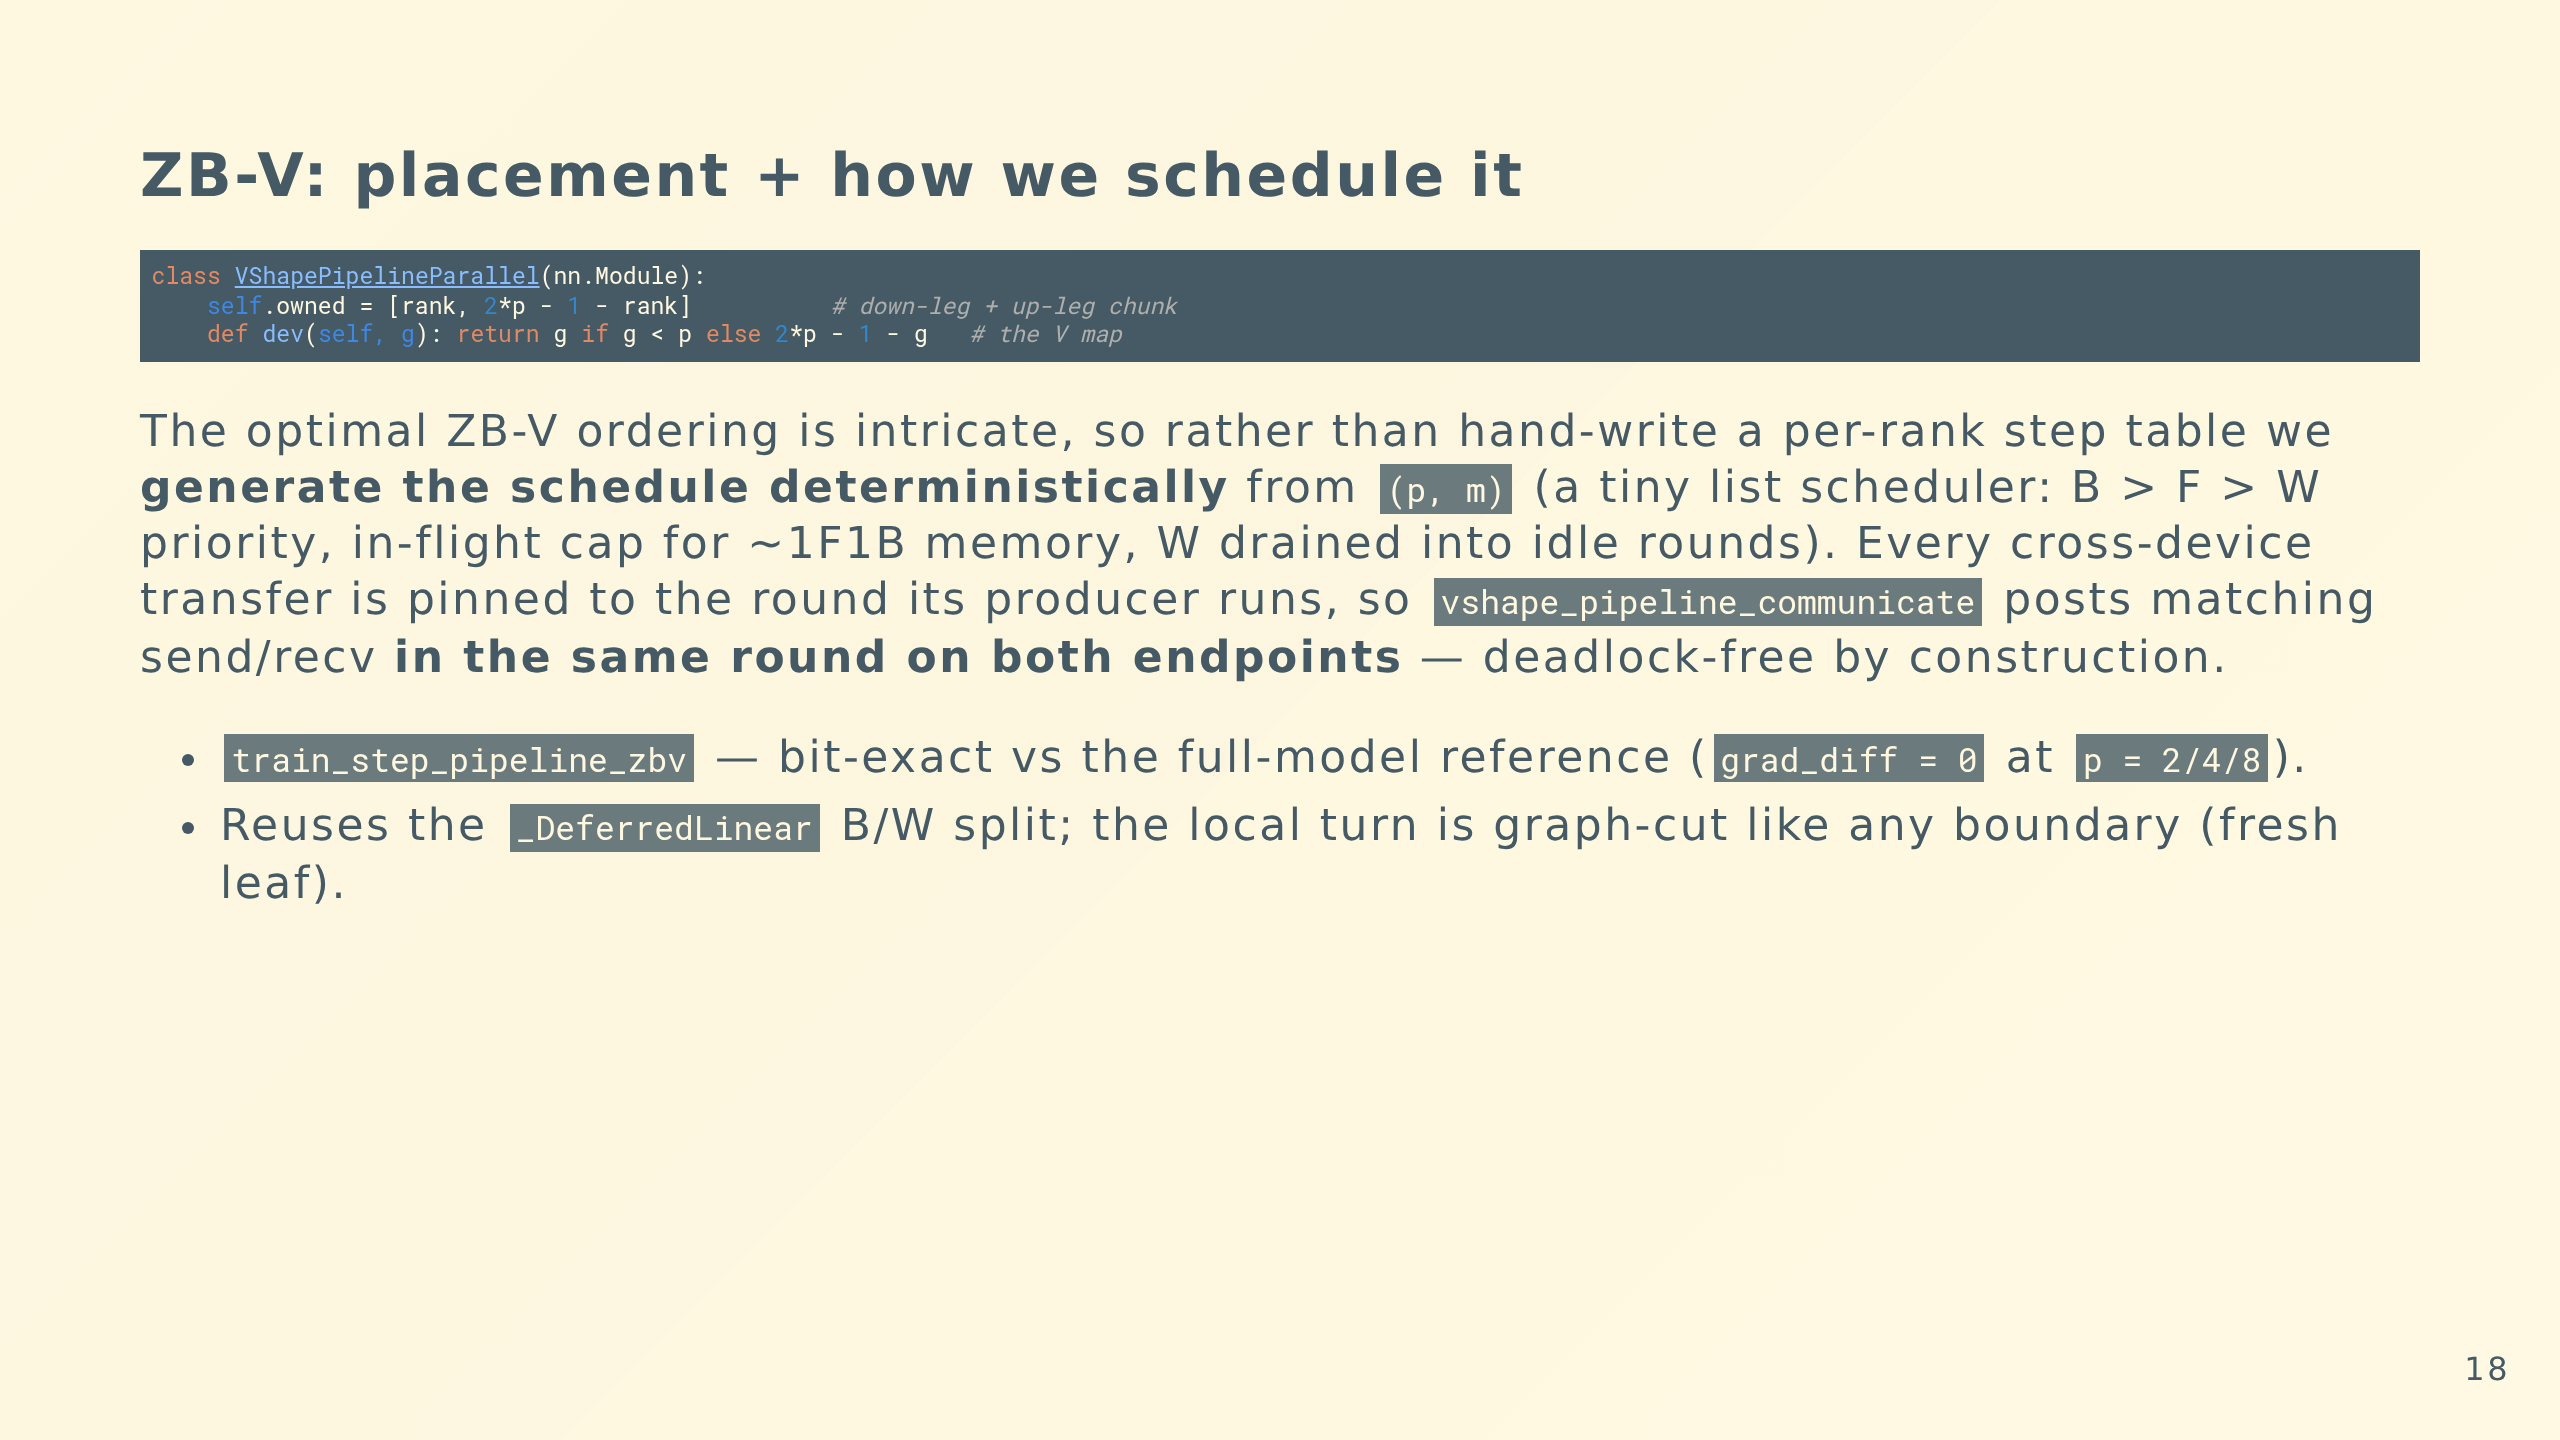 ZB-V: placement + how we schedule it
class VShapePipelineParallel(nn.Module):
    self.owned = [rank, 2*p - 1 - rank]          # down-leg + up-leg chunk
    def dev(self, g): return g if g < p else 2*p - 1 - g   # the V map
The optimal ZB-V ordering is intricate, so rather than hand-write a per-rank step table we
generate the schedule deterministically from (p, m) (a tiny list scheduler: B > F > W
priority, in-flight cap for ~1F1B memory, W drained into idle rounds). Every cross-device
transfer is pinned to the round its producer runs, so vshape_pipeline_communicate posts matching
send/recv in the same round on both endpoints — deadlock-free by construction.
• train_step_pipeline_zbv — bit-exact vs the full-model reference (grad_diff = 0 at p = 2/4/8).
• Reuses the _DeferredLinear B/W split; the local turn is graph-cut like any boundary (fresh
leaf).
18